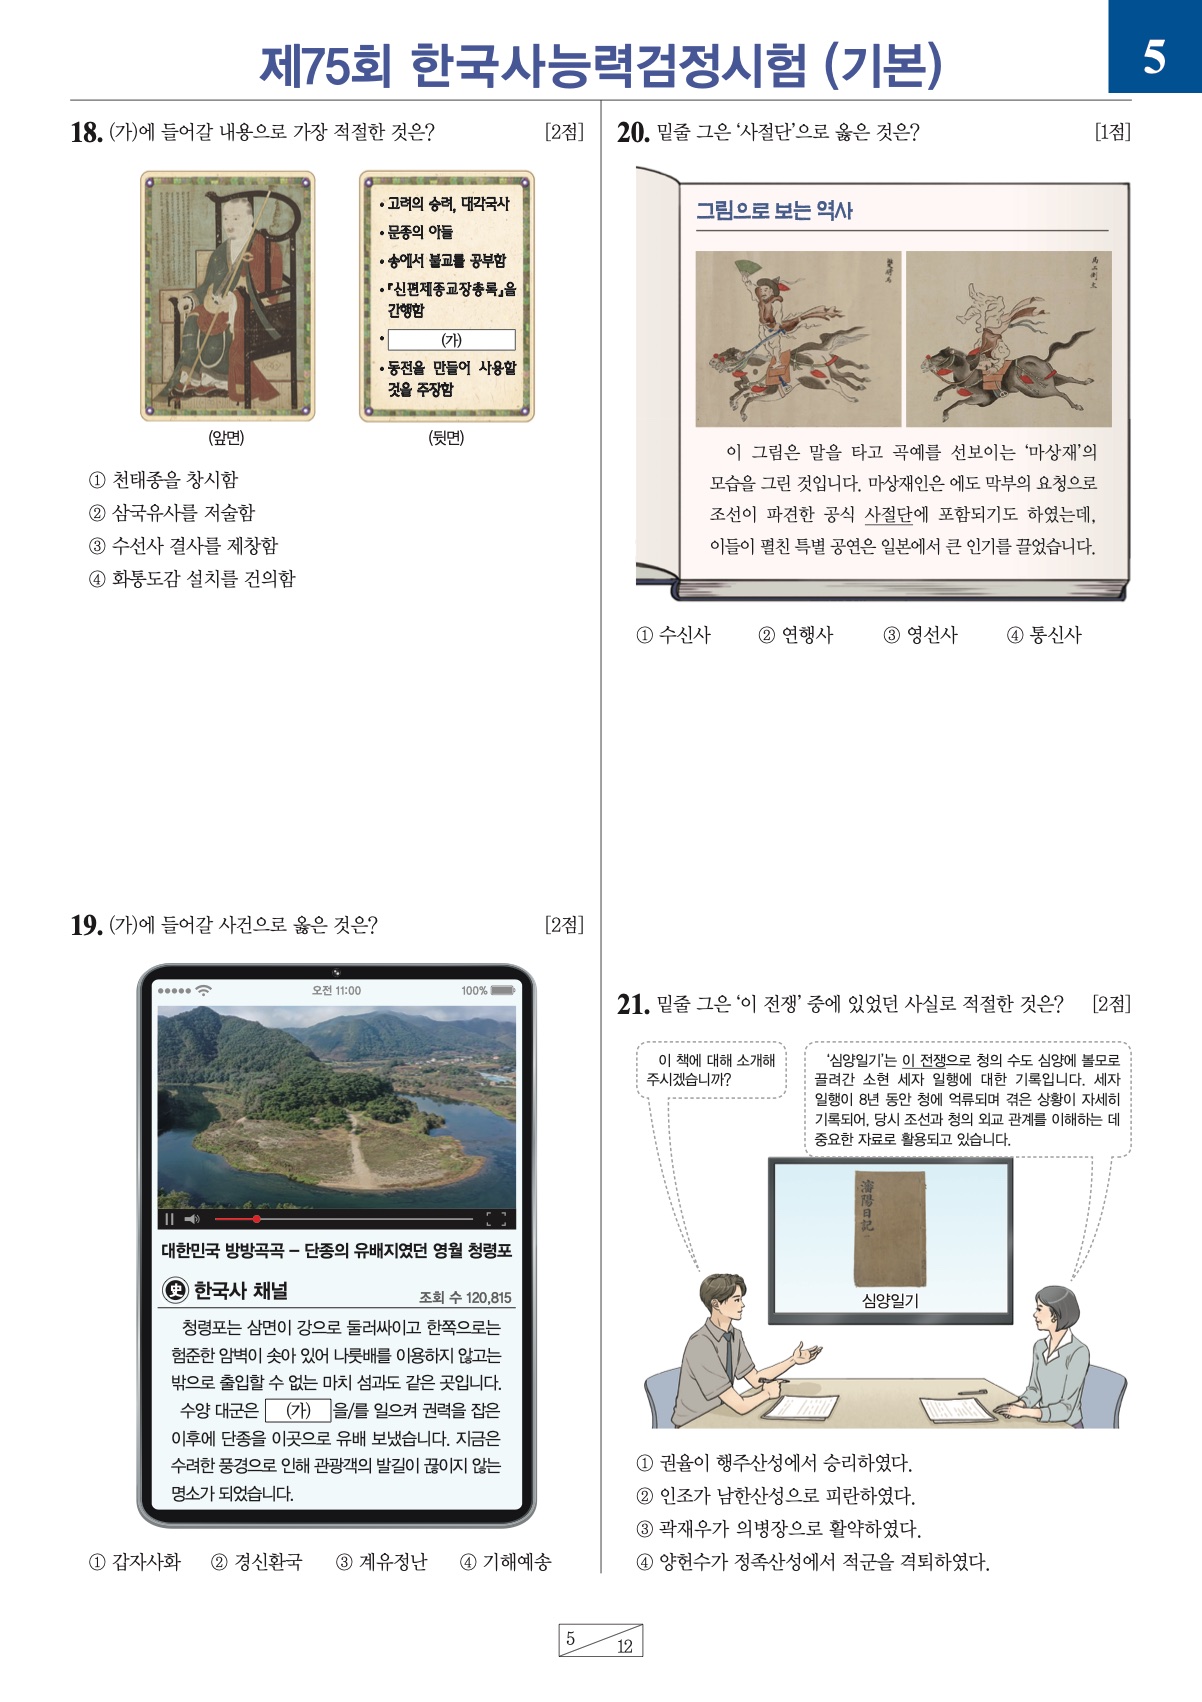 제75회 한국사능력검정시험 (기본)
5
18. (가)에 들어갈 내용으로 가장 적절한 것은? [2점]
• 고려의 승려, 대각국사
• 문종의 아들
• 송에서 불교를 공부함
• 『신편제종교장총록』을
간행함
• (가)
• 동전을 만들어 사용할
것을 주장함
(앞면) (뒷면)
① 천태종을 창시함
② 삼국유사를 저술함
③ 수선사 결사를 제창함
④ 화통도감 설치를 건의함
19. (가)에 들어갈 사건으로 옳은 것은? [2점]
오전 11:00 100%
대한민국 방방곡곡 – 단종의 유배지였던 영월 청령포
史 한국사 채널 조회 수 120,815
청령포는 삼면이 강으로 둘러싸이고 한쪽으로는
험준한 암벽이 솟아 있어 나룻배를 이용하지 않고는
밖으로 출입할 수 없는 마치 섬과도 같은 곳입니다.
수양 대군은 (가) 을/를 일으켜 권력을 잡은
이후에 단종을 이곳으로 유배 보냈습니다. 지금은
수려한 풍경으로 인해 관광객의 발길이 끊이지 않는
명소가 되었습니다.
① 갑자사화 ② 경신환국 ③ 계유정난 ④ 기해예송
20. 밑줄 그은 ‘사절단’으로 옳은 것은? [1점]
그림으로 보는 역사
이 그림은 말을 타고 곡예를 선보이는 ‘마상재’의
모습을 그린 것입니다. 마상재인은 에도 막부의 요청으로
조선이 파견한 공식 사절단에 포함되기도 하였는데,
이들이 펼친 특별 공연은 일본에서 큰 인기를 끌었습니다.
① 수신사 ② 연행사 ③ 영선사 ④ 통신사
21. 밑줄 그은 ‘이 전쟁’ 중에 있었던 사실로 적절한 것은? [2점]
이 책에 대해 소개해
주시겠습니까?
‘심양일기’는 이 전쟁으로 청의 수도 심양에 볼모로
끌려간 소현 세자 일행에 대한 기록입니다. 세자
일행이 8년 동안 청에 억류되며 겪은 상황이 자세히
기록되어, 당시 조선과 청의 외교 관계를 이해하는 데
중요한 자료로 활용되고 있습니다.
瀋陽日記
심양일기
① 권율이 행주산성에서 승리하였다.
② 인조가 남한산성으로 피란하였다.
③ 곽재우가 의병장으로 활약하였다.
④ 양헌수가 정족산성에서 적군을 격퇴하였다.
5 12